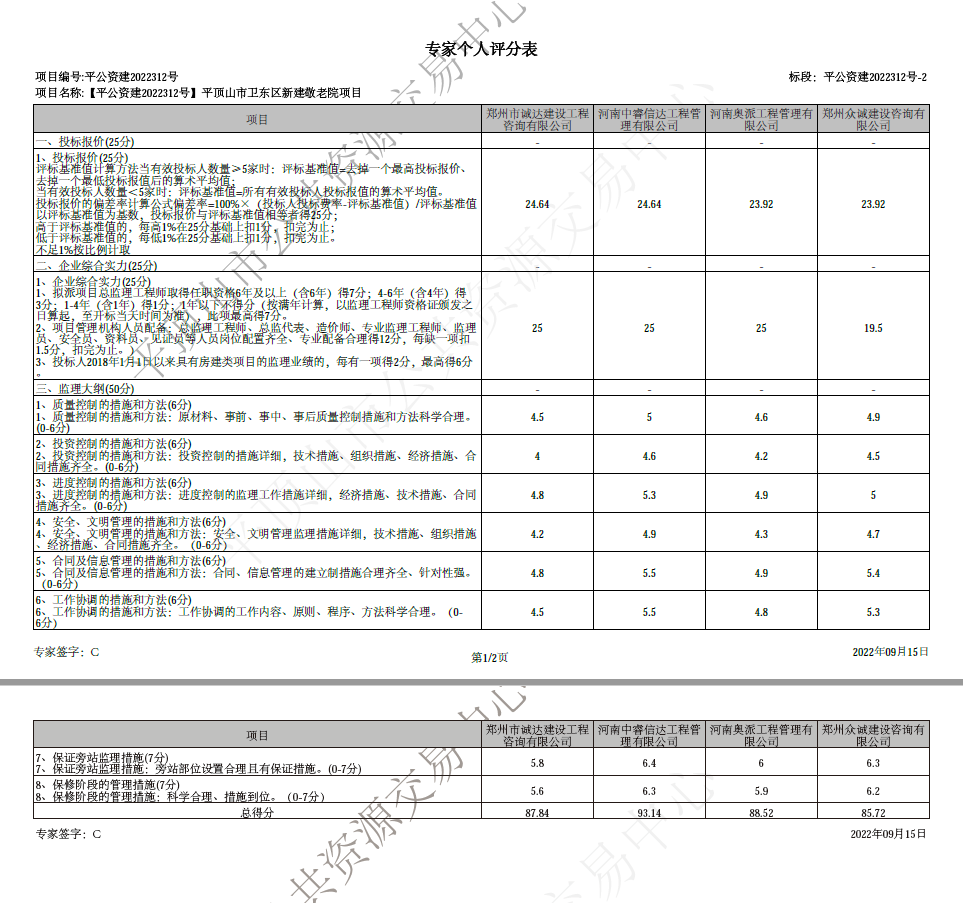 专家个人评分表
项目编号:平公资建2022312号
标段：平公资建2022312号-2
项目名称:【平公资建2022312号】平顶山市卫东区新建敬老院项目
项目
郑州市诚达建设工程
咨询有限公司
河南中睿信达工程管
理有限公司
河南奥派工程管理有
限公司
郑州众诚建设咨询有
限公司
一、投标报价(25分)
- - - -
1、投标报价(25分)
评标基准值计算方法当有效投标人数量≥5家时：评标基准值=去掉一个最高投标报价、
去掉一个最低投标报值后的算术平均值；
当有效投标人数量＜5家时：评标基准值=所有有效投标人投标报值的算术平均值。
投标报价的偏差率计算公式偏差率=100%×（投标人投标费率-评标基准值）/评标基准值
以评标基准值为基数，投标报价与评标基准值相等者得25分；
高于评标基准值的，每高1%在25分基础上扣1分，扣完为止；
低于评标基准值的，每低1%在25分基础上扣1分，扣完为止。
不足1%按比例计取
24.64 24.64 23.92 23.92
二、企业综合实力(25分)
- - - -
1、企业综合实力(25分)
1、拟派项目总监理工程师取得任职资格6年及以上（含6年）得7分；4-6年（含4年）得
3分；1-4年（含1年）得1分；1年以下不得分（按满年计算，以监理工程师资格证颁发之
日算起，至开标当天时间为准），此项最高得7分。
2、项目管理机构人员配备：总监理工程师、总监代表、造价师、专业监理工程师、监理
员、安全员、资料员、见证员等人员岗位配置齐全、专业配备合理得12分，每缺一项扣
1.5分，扣完为止。）
3、投标人2018年1月1日以来具有房建类项目的监理业绩的，每有一项得2分，最高得6分
。
25 25 25 19.5
三、监理大纲(50分)
- - - -
1、质量控制的措施和方法(6分)
1、质量控制的措施和方法：原材料、事前、事中、事后质量控制措施和方法科学合理。
(0-6分)
4.5 5 4.6 4.9
2、投资控制的措施和方法(6分)
2、投资控制的措施和方法：投资控制的措施详细，技术措施、组织措施、经济措施、合
同措施齐全。(0-6分)
4 4.6 4.2 4.5
3、进度控制的措施和方法(6分)
3、进度控制的措施和方法：进度控制的监理工作措施详细，经济措施、技术措施、合同
措施齐全。(0-6分)
4.8 5.3 4.9 5
4、安全、文明管理的措施和方法(6分)
4、安全、文明管理的措施和方法：安全、文明管理监理措施详细，技术措施、组织措施
、经济措施、合同措施齐全。（0-6分）
4.2 4.9 4.3 4.7
5、合同及信息管理的措施和方法(6分)
5、合同及信息管理的措施和方法：合同、信息管理的建立制措施合理齐全、针对性强。
（0-6分）
4.8 5.5 4.9 5.4
6、工作协调的措施和方法(6分)
6、工作协调的措施和方法：工作协调的工作内容、原则、程序、方法科学合理。（0-
6分）
4.5 5.5 4.8 5.3
专家签字：C
第1/2页
2022年09月15日
项目
郑州市诚达建设工程
咨询有限公司
河南中睿信达工程管
理有限公司
河南奥派工程管理有
限公司
郑州众诚建设咨询有
限公司
7、保证旁站监理措施(7分)
7、保证旁站监理措施：旁站部位设置合理且有保证措施。(0-7分)
5.8 6.4 6 6.3
8、保修阶段的管理措施(7分)
8、保修阶段的管理措施：科学合理、措施到位。（0-7分）
5.6 6.3 5.9 6.2
总得分
87.84 93.14 88.52 85.72
专家签字：C
2022年09月15日
平顶山市公共资源交易中心
平顶山市公共资源交易中心
共资源交易中心
交易中心